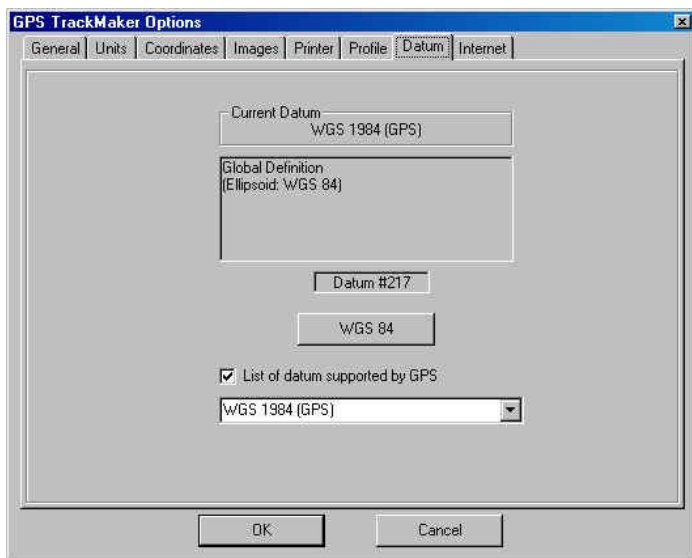 GPS TrackMaker Options
General Units Coordinates Images Printer Profile Datum Internet
Current Datum
WGS 1984 (GPS)
Global Definition
(Ellipsoid: WGS 84)
Datum #217
WGS 84
List of datum supported by GPS
WGS 1984 (GPS)
OK Cancel